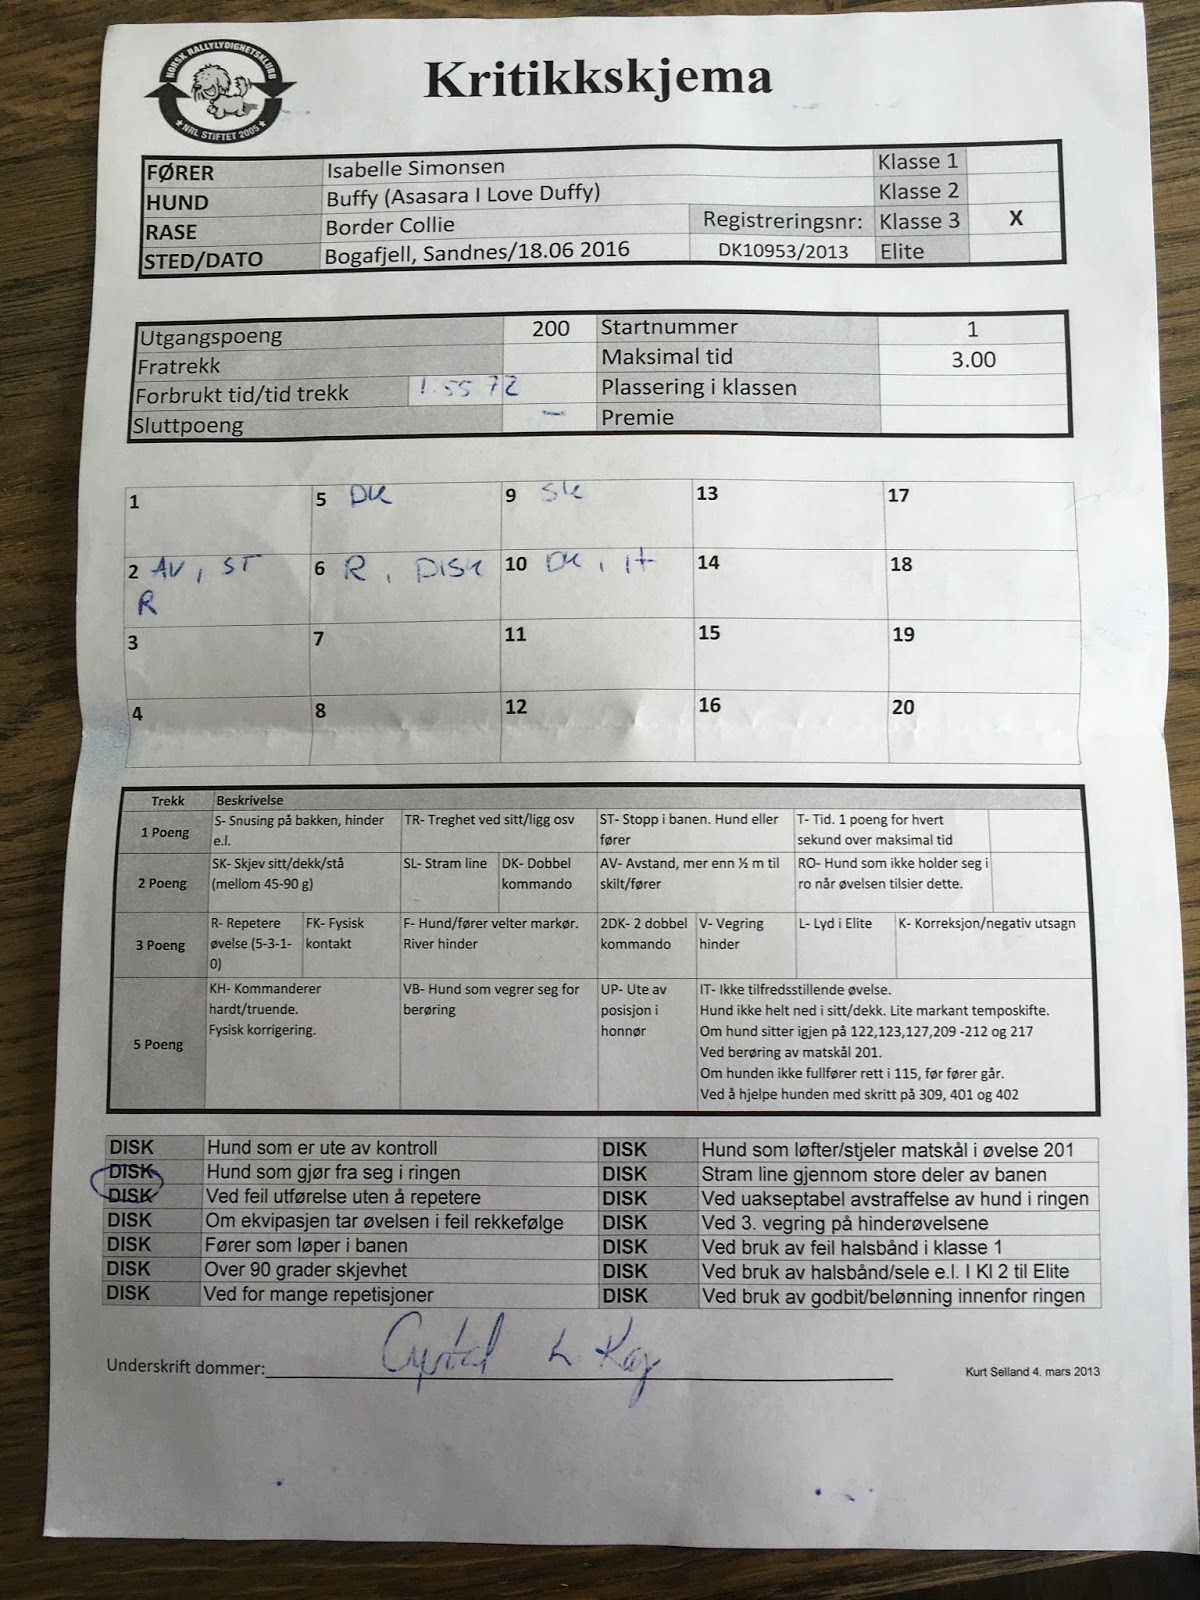 NORSK RALLYLYDIGHETSKLUBB
NRL STIFTET 2005
Kritikkskjema
FØRER Isabelle Simonsen Klasse 1
HUND Buffy (Asasara I Love Duffy) Klasse 2
RASE Border Collie Registreringsnr: Klasse 3 X
STED/DATO Bogafjell, Sandnes/18.06 2016 DK10953/2013 Elite
Utgangspoeng 200 Startnummer 1
Fratrekk Maksimal tid 3.00
Forbrukt tid/tid trekk 1.55 72 Plassering i klassen
Sluttpoeng – Premie
1 5 DK 9 SK 13 17
2 AV, ST 6 R, DISK 10 DK, It 14 18
R
3 7 11 15 19
4 8 12 16 20
Trekk Beskrivelse
1 Poeng
S- Snusing på bakken, hinder
e.l.
TR- Treghet ved sitt/ligg osv
ST- Stopp i banen. Hund eller
fører
T- Tid. 1 poeng for hvert
sekund over maksimal tid
2 Poeng
SK- Skjev sitt/dekk/stå
(mellom 45-90 g)
SL- Stram line
DK- Dobbel
kommando
AV- Avstand, mer enn ½ m til
skilt/fører
RO- Hund som ikke holder seg i
ro når øvelsen tilsier dette.
3 Poeng
R- Repetere
øvelse (5-3-1-
0)
FK- Fysisk
kontakt
F- Hund/fører velter markør.
River hinder
2DK- 2 dobbel
kommando
V- Vegring
hinder
L- Lyd i Elite
K- Korreksjon/negativ utsagn
5 Poeng
KH- Kommanderer
hardt/truende.
Fysisk korrigering.
VB- Hund som vegrer seg for
berøring
UP- Ute av
posisjon i
honnør
IT- Ikke tilfredsstillende øvelse.
Hund ikke helt ned i sitt/dekk. Lite markant temposkifte.
Om hund sitter igjen på 122,123,127,209 -212 og 217
Ved berøring av matskål 201.
Om hunden ikke fullfører rett i 115, før fører går.
Ved å hjelpe hunden med skritt på 309, 401 og 402
DISK Hund som er ute av kontroll DISK Hund som løfter/stjeler matskål i øvelse 201
DISK Hund som gjør fra seg i ringen DISK Stram line gjennom store deler av banen
DISK Ved feil utførelse uten å repetere DISK Ved uakseptabel avstraffelse av hund i ringen
DISK Om ekvipasjen tar øvelsen i feil rekkefølge DISK Ved 3. vegring på hinderøvelsene
DISK Fører som løper i banen DISK Ved bruk av feil halsbånd i klasse 1
DISK Over 90 grader skjevhet DISK Ved bruk av halsbånd/sele e.l. I Kl 2 til Elite
DISK Ved for mange repetisjoner DISK Ved bruk av godbit/belønning innenfor ringen
Underskrift dommer: Kurt Selland 4. mars 2013